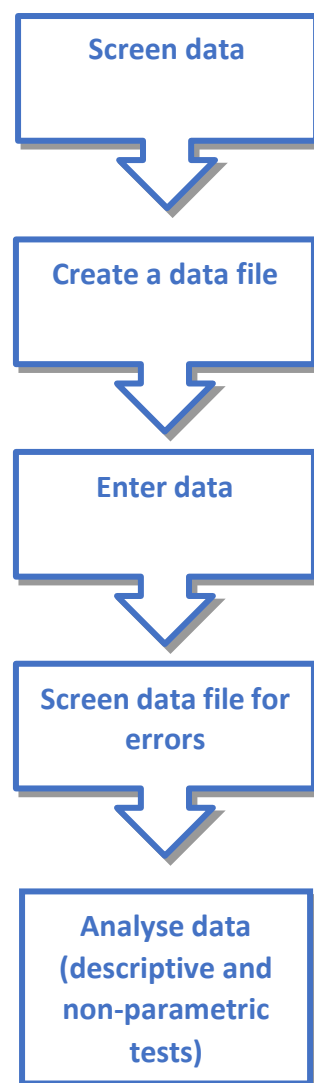 Screen data
Create a data file
Enter data
Screen data file for
errors
Analyse data
(descriptive and
non-parametric
tests)